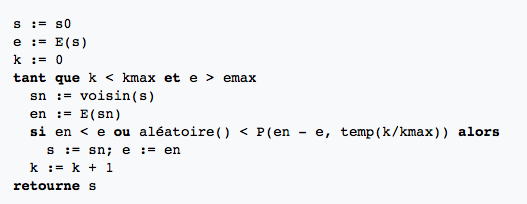 s := s0
e := E(s)
k := 0
tant que k < kmax et e > emax
sn := voisin(s)
en := E(sn)
si en < e ou aléatoire() < P(en - e, temp(k/kmax)) alors
s := sn; e := en
k := k + 1
retourne s